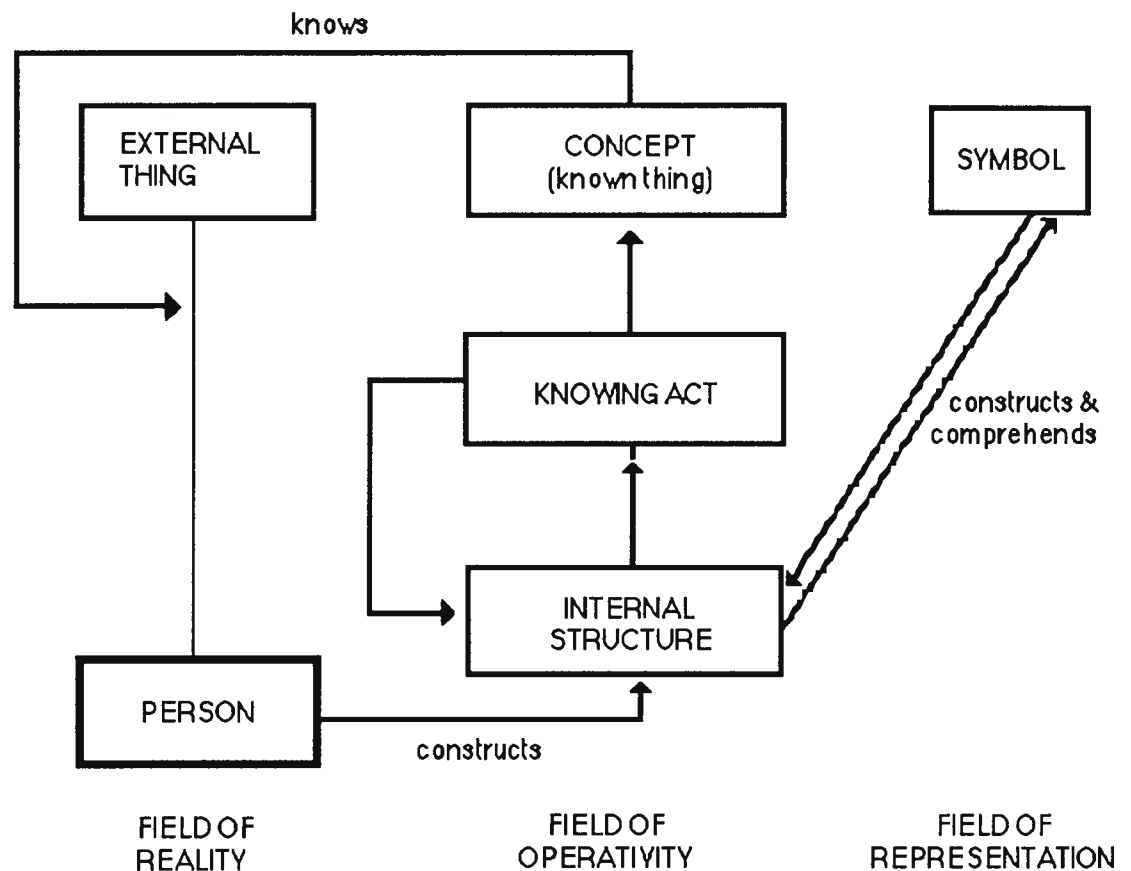 knows
EXTERNAL
THING
CONCEPT
(known thing)
SYMBOL
KNOWING ACT
constructs &
comprehends
INTERNAL
STRUCTURE
PERSON
constructs
FIELD OF
REALITY
FIELD OF
OPERATIVITY
FIELD OF
REPRESENTATION